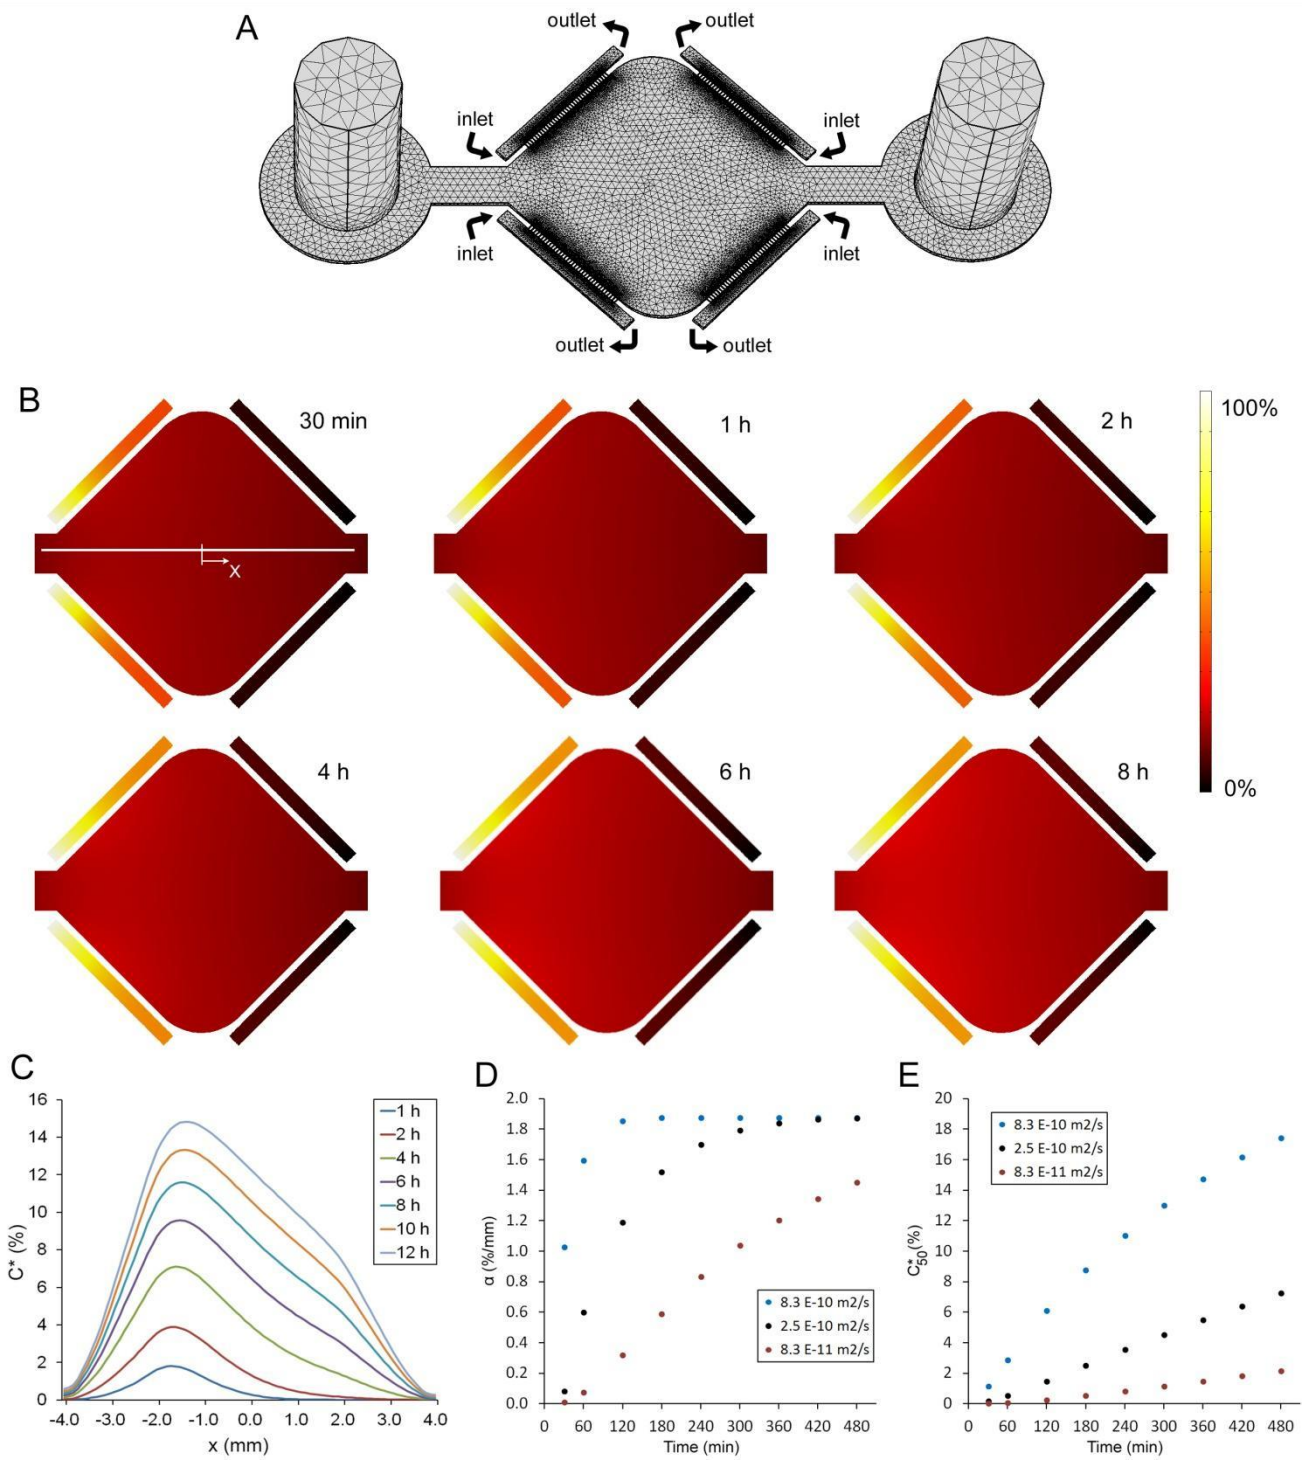 A
outlet
outlet
inlet
inlet
inlet
inlet
outlet
outlet
B
30 min
1 h
2 h
100%
X
4 h
6 h
8 h
0%
C
16
14
12
10
8
6
4
2
0
C* (%)
-4.0 -3.0 -2.0 -1.0 0.0 1.0 2.0 3.0 4.0
x (mm)
1 h
2 h
4 h
6 h
8 h
10 h
12 h
D
2.0
1.8
1.6
1.4
1.2
1.0
0.8
0.6
0.4
0.2
0.0
α (%/mm)
0 60 120 180 240 300 360 420 480
Time (min)
8.3 E-10 m2/s
2.5 E-10 m2/s
8.3 E-11 m2/s
E
20
18
16
14
12
10
8
6
4
2
0
C*50(%)
0 60 120 180 240 300 360 420 480
Time (min)
8.3 E-10 m2/s
2.5 E-10 m2/s
8.3 E-11 m2/s